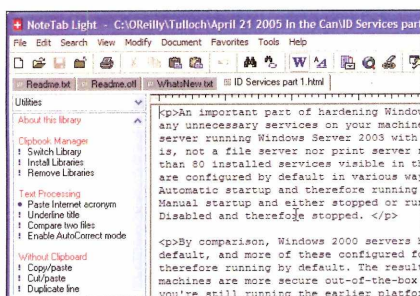 NoteTab Light - C:\OReilly\Tulloch\April 21 2005 In the Can\ID Services part
File Edit Search View Modify Document Favorites Tools Help
Readme.txt Readme.otl WhatsNew.txt ID Services part 1.html
Utilities
About this library
Clipbook Manager
! Switch Library
! Install Libraries
! Remove Libraries
Text Processing
• Paste Internet acronym
! Underline title
! Compare two files
! Enable AutoCorrect mode
Without Clipboard
! Copy/paste
! Cut/paste
! Duplicate line
<p>An important part of hardening Window
any unnecessary services on your machine
server running Windows Server 2003 with
is, not a file server nor print server
than 80 installed services visible in th
are configured by default in various way
Automatic startup and therefore running
Manual startup and either stopped or run
Disabled and therefore stopped. </p>
<p>By comparison, Windows 2000 servers
default, and more of these configured fo
therefore running by default. The result
machines are more secure out-of-the-box
you're still running the earlier platfor